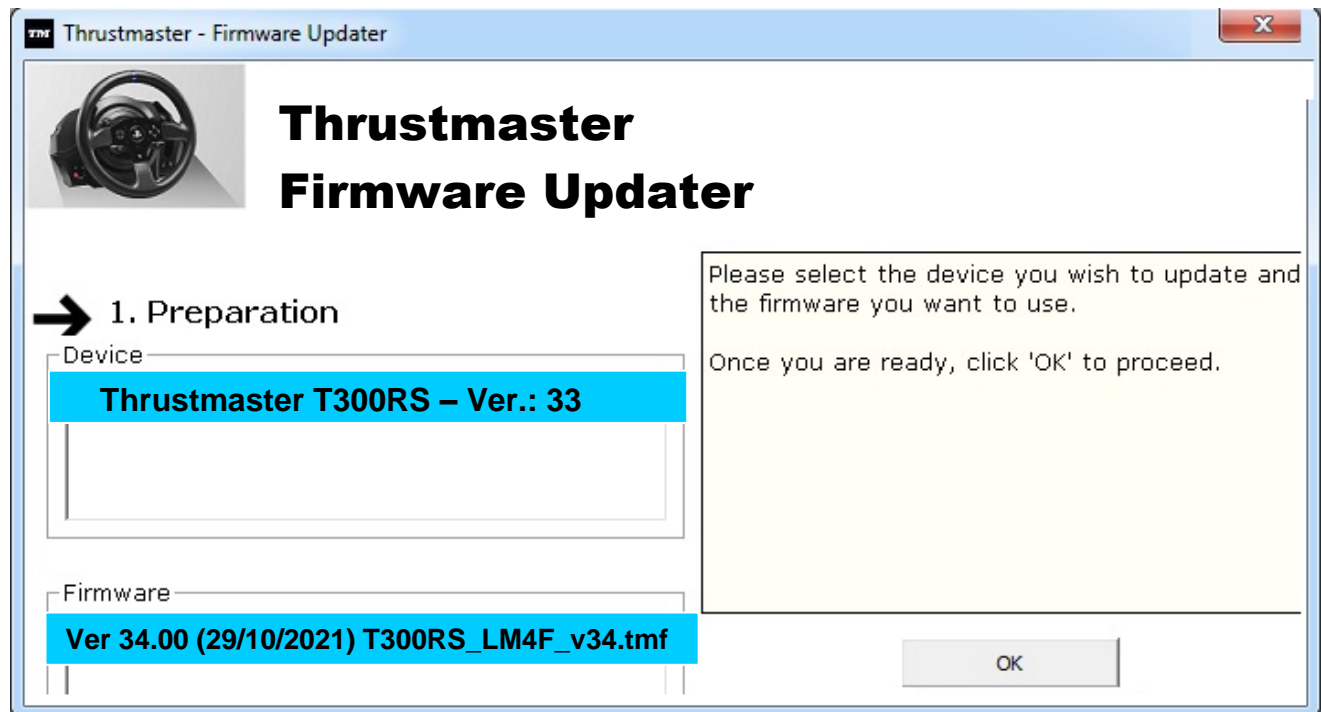 TM Thrustmaster - Firmware Updater
X
Thrustmaster
Firmware Updater
1. Preparation
Device
Thrustmaster T300RS – Ver.: 33
Please select the device you wish to update and
the firmware you want to use.
Once you are ready, click 'OK' to proceed.
Firmware
Ver 34.00 (29/10/2021) T300RS_LM4F_v34.tmf
OK